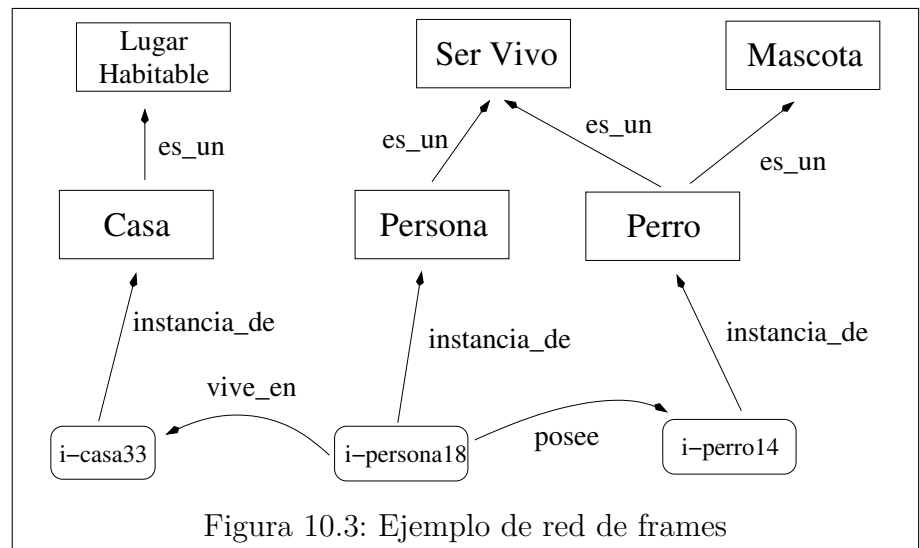 Lugar
Habitable
Ser Vivo
Mascota
es_un
es_un
es_un
es_un
Casa
Persona
Perro
instancia_de
instancia_de
instancia_de
vive_en
posee
i-casa33
i-persona18
i-perro14
Figura 10.3: Ejemplo de red de frames